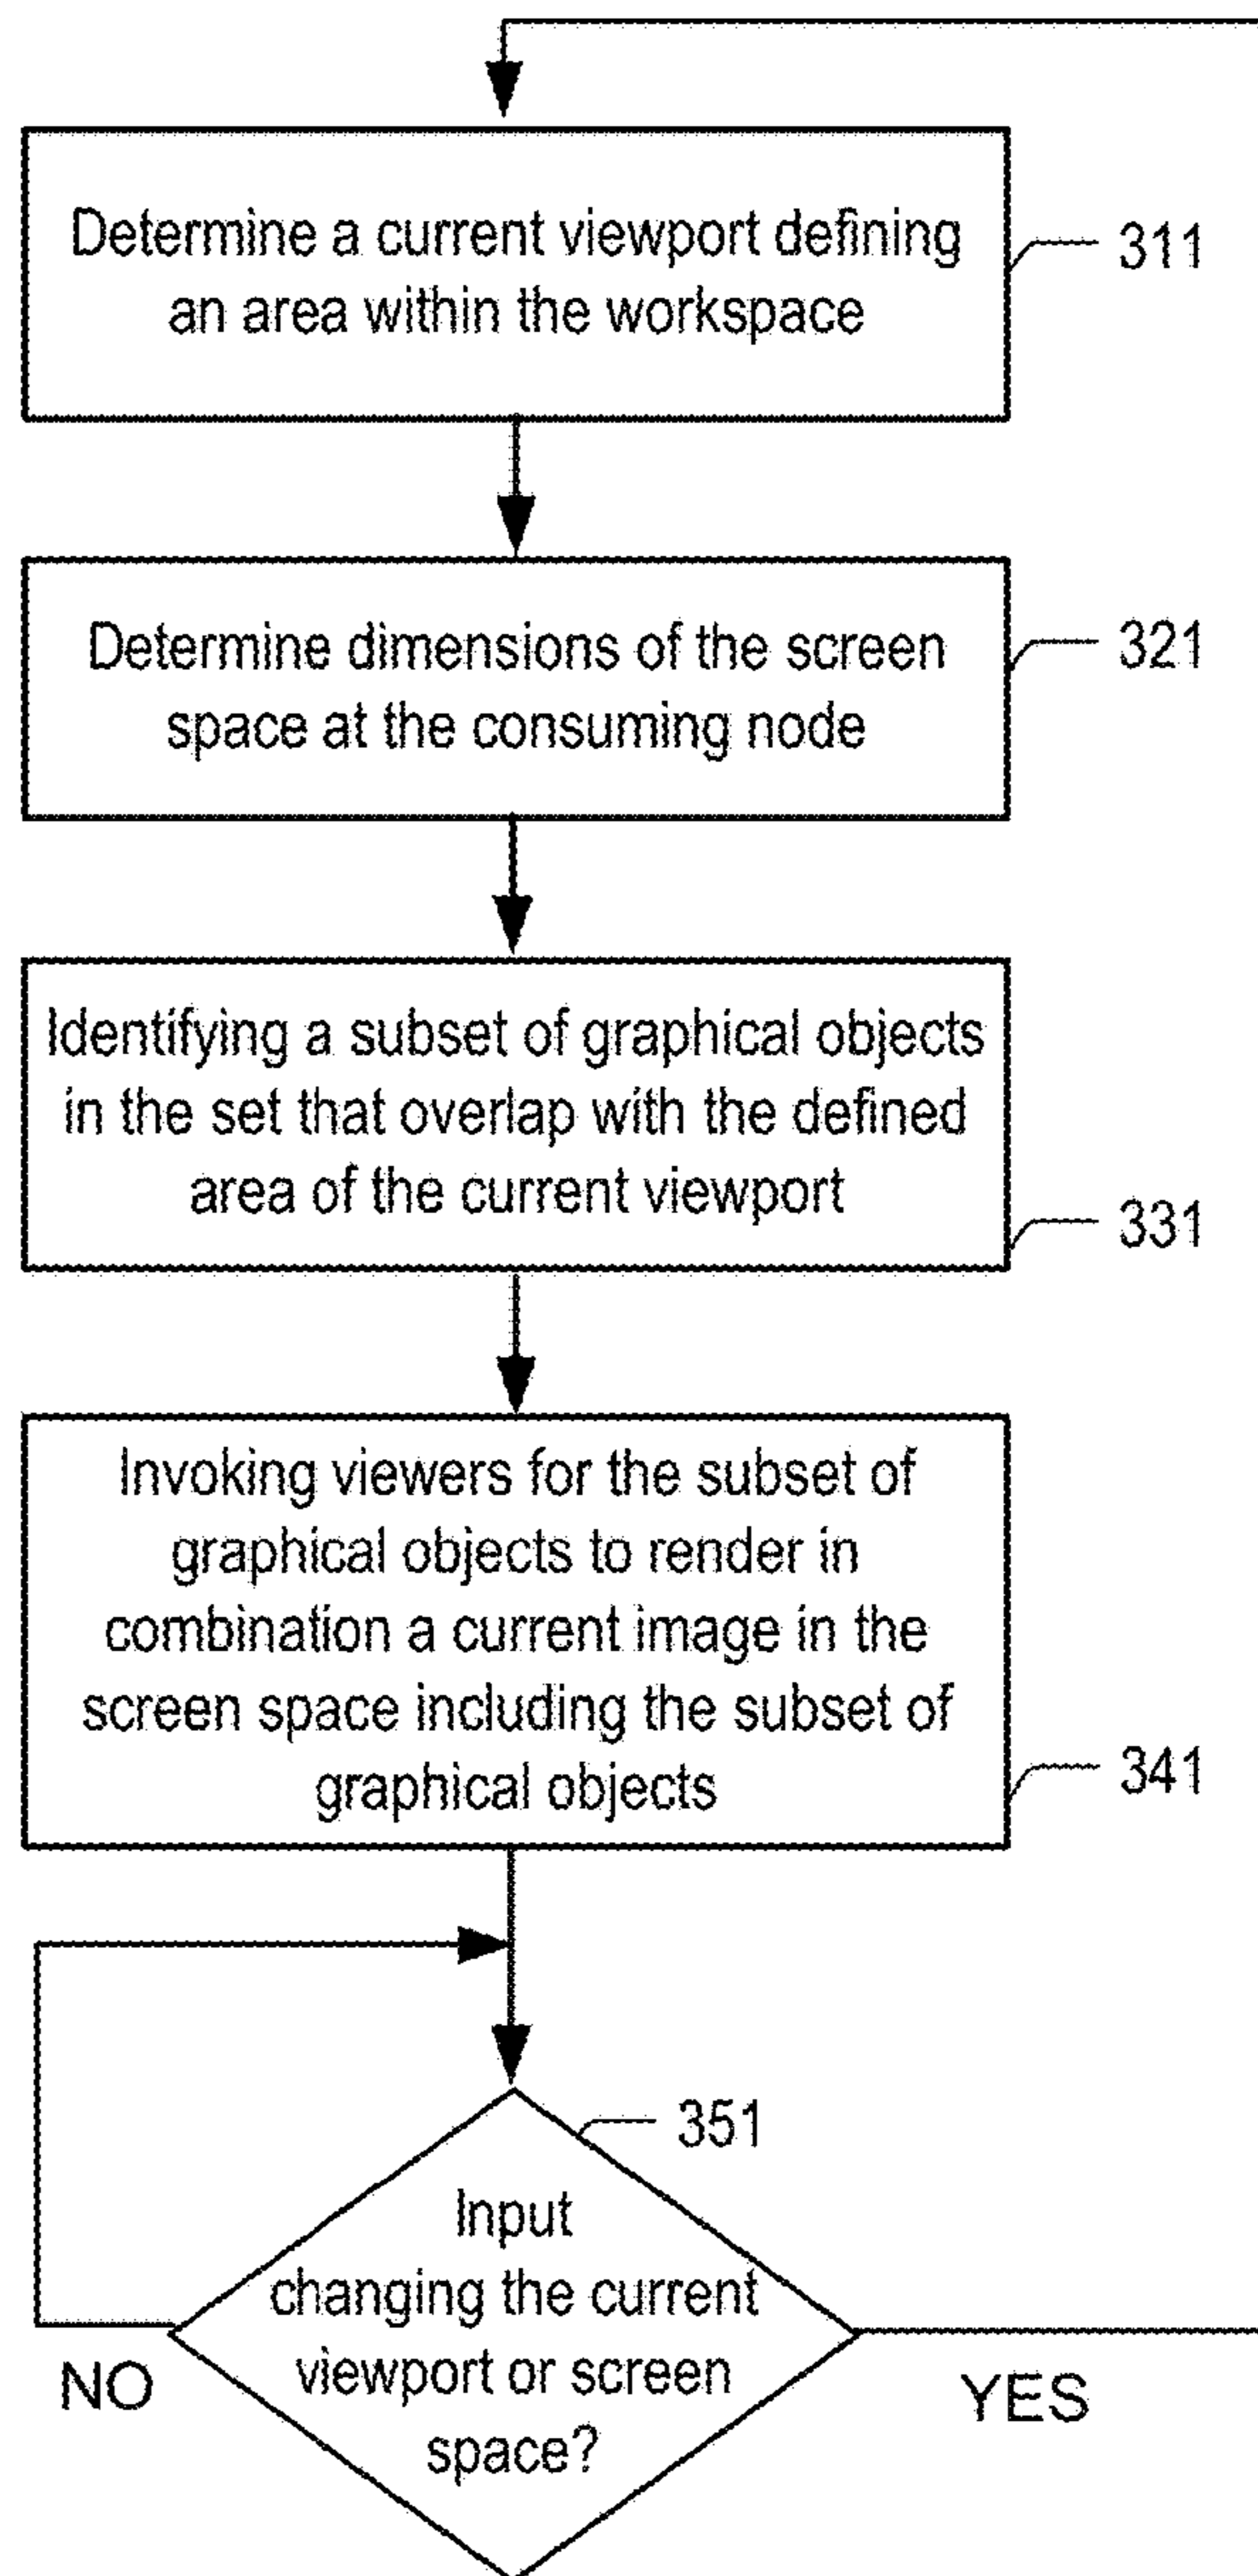 Determine a current viewport defining
an area within the workspace
311
Determine dimensions of the screen
space at the consuming node
321
Identifying a subset of graphical objects
in the set that overlap with the defined
area of the current viewport
331
Invoking viewers for the subset of
graphical objects to render in
combination a current image in the
screen space including the subset of
graphical objects
341
351
Input
changing the current
viewport or screen
space?
NO
YES